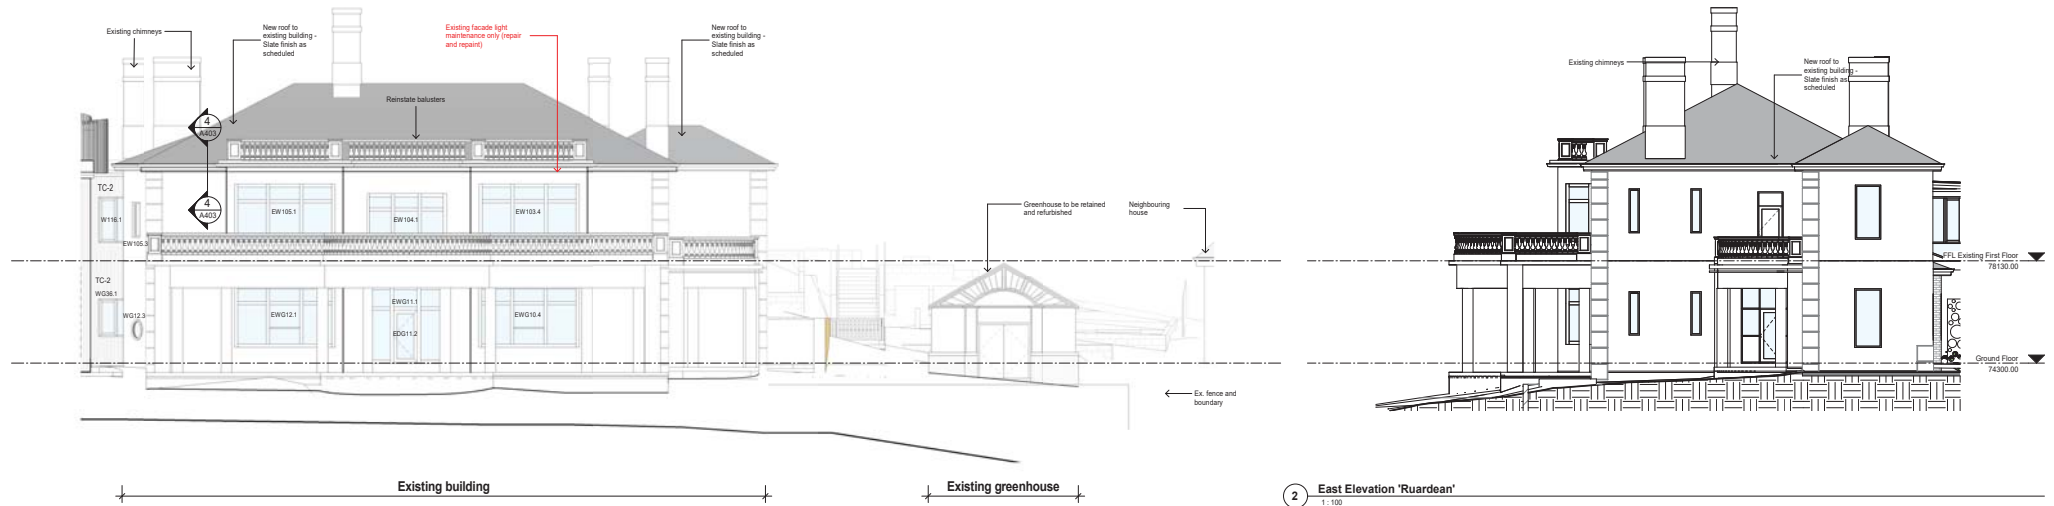 Existing chimneys
New roof to
existing building -
Slate finish as
scheduled
Existing facade light
maintenance only (repair
and repaint)
New roof to
existing building -
Slate finish as
scheduled
Reinstate balusters
4
A403
4
A403
TC-2
W116.1
EW105.3
TC-2
WG36.1
WG12.3
EW105.1
EW104.1
EW103.4
EWG11.1
EWG12.1
EWG10.4
EDG11.2
Greenhouse to be retained
and refurbished
Neighbouring
house
Ex. fence and
boundary
Existing building
Existing greenhouse
Existing chimneys
New roof to
existing building -
Slate finish as
scheduled
FFL Existing First Floor
78130.00
Ground Floor
74300.00
2
East Elevation 'Ruardean'
1 : 100